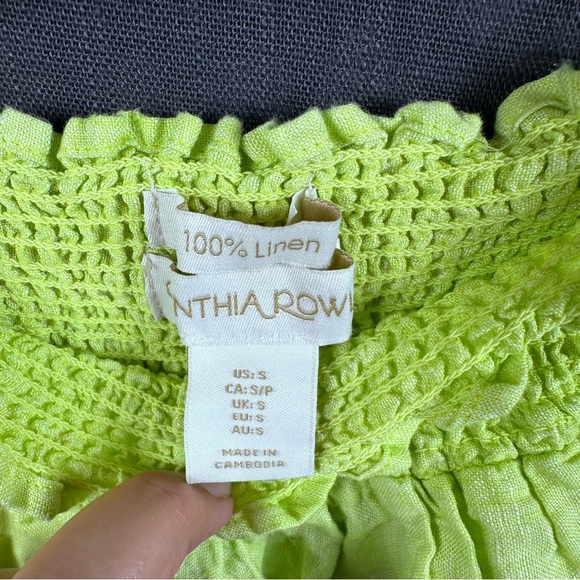 100% Linen
NTHIA ROW
US: S
CA: S/P
UK: S
EU: S
AU: S
MADE IN
CAMBODIA